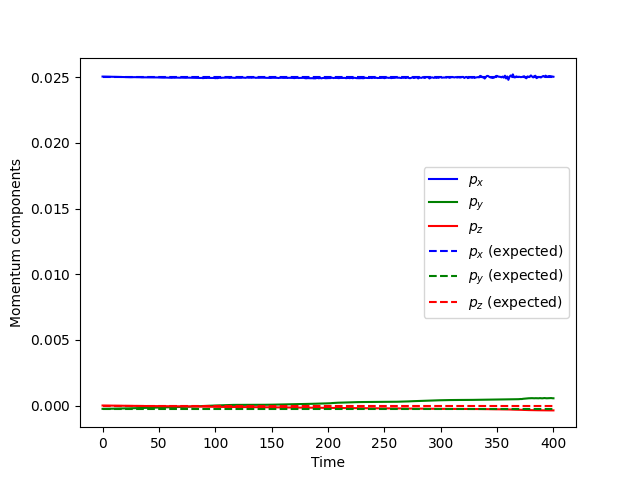 0.025
0.020
0.015
0.010
0.005
0.000
Momentum components
0 50 100 150 200 250 300 350 400
Time
p_x
p_y
p_z
p_x (expected)
p_y (expected)
p_z (expected)